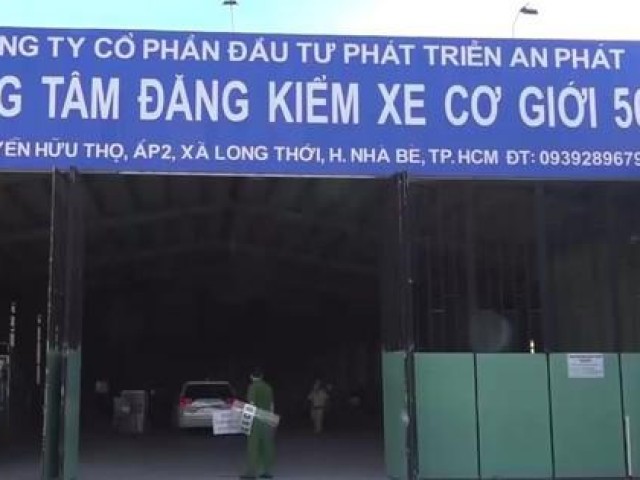 NG TY CỔ PHẦN ĐẦU TƯ PHÁT TRIỂN AN PHÁT
G TÂM ĐĂNG KIỂM XE CƠ GIỚI 50
YỄN HỮU THỌ, ẤP2, XÃ LONG THỚI, H. NHÀ BÈ, TP.HCM ĐT: 0939289679